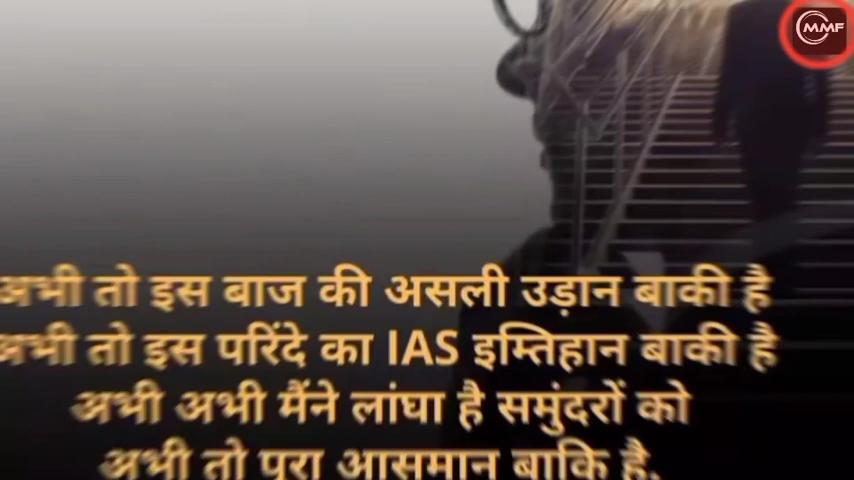 MMF
अभी तो इस बाज की असली उड़ान बाकी है
अभी तो इस परिंदे का IAS इम्तिहान बाकी है
अभी अभी मैंने लांघा है समुंदरों को
अभी तो पूरा आसमान बाकि है.